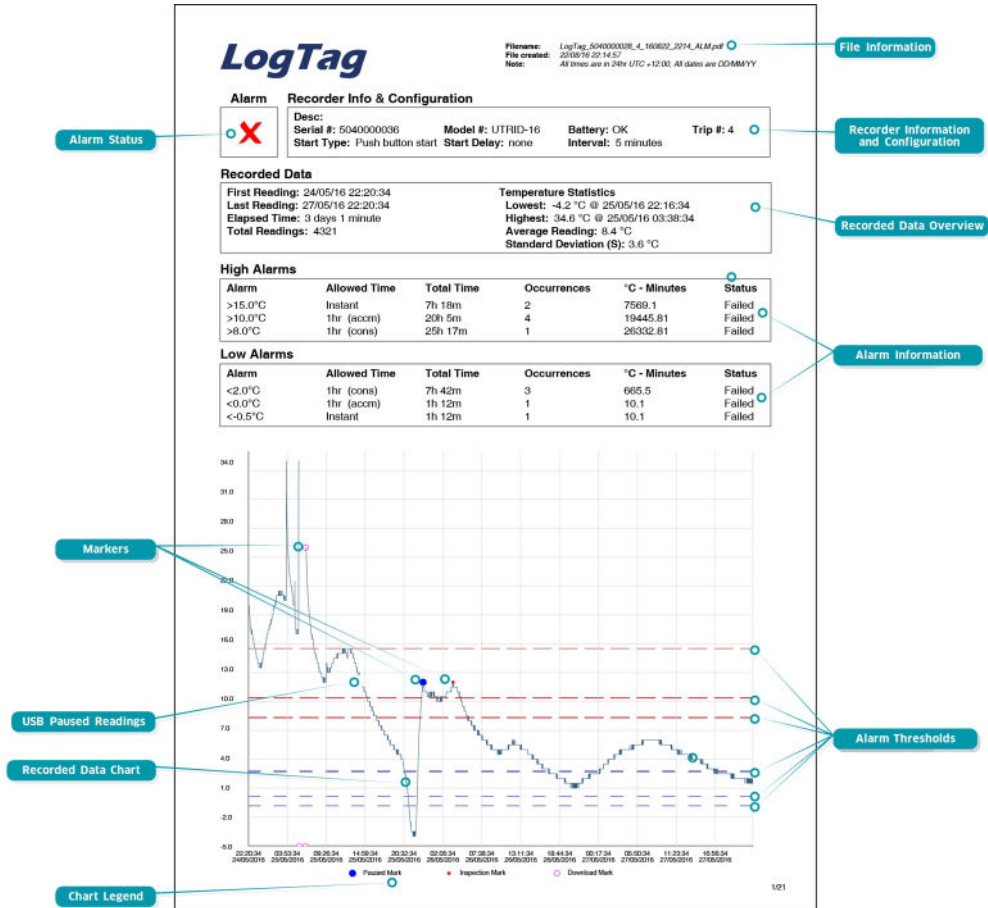 LogTag
Filename: LogTag_5040000028_4_160822_2214_ALM.pdf
File created: 22/08/16 22:14:57
Note: All times are in 24hr UTC +12:00, All dates are DD/MM/YY
File Information
Alarm
Recorder Info & Configuration
Desc:
Serial #: 5040000036 Model #: UTRID-16 Battery: OK Trip #: 4
Start Type: Push button start Start Delay: none Interval: 5 minutes
Alarm Status
Recorder Information
and Configuration
Recorded Data
First Reading: 24/05/16 22:20:34
Last Reading: 27/05/16 22:20:34
Elapsed Time: 3 days 1 minute
Total Readings: 4321
Temperature Statistics
Lowest: -4.2 °C @ 25/05/16 22:16:34
Highest: 34.6 °C @ 25/05/16 03:38:34
Average Reading: 8.4 °C
Standard Deviation (S): 3.6 °C
Recorded Data Overview
High Alarms
Alarm Allowed Time Total Time Occurrences °C - Minutes Status
>15.0°C Instant 7h 18m 2 7569.1 Failed
>10.0°C 1hr (accm) 20h 5m 4 19445.81 Failed
>8.0°C 1hr (cons) 25h 17m 1 26332.81 Failed
Alarm Information
Low Alarms
Alarm Allowed Time Total Time Occurrences °C - Minutes Status
<2.0°C 1hr (cons) 7h 42m 3 665.5 Failed
<0.0°C 1hr (accm) 1h 12m 1 10.1 Failed
<-0.5°C Instant 1h 12m 1 10.1 Failed
34.0
31.0
28.0
25.0
22.0
19.0
16.0
13.0
10.0
7.0
4.0
1.0
-2.0
-5.0
Markers
USB Paused Readings
Recorded Data Chart
Alarm Thresholds
22:20:34 03:53:34 09:26:34 14:59:34 20:32:34 02:05:34 07:38:34 13:11:34 18:44:34 00:17:34 05:50:34 11:23:34 16:56:34
24/05/2016 25/05/2016 25/05/2016 25/05/2016 25/05/2016 26/05/2016 26/05/2016 26/05/2016 26/05/2016 27/05/2016 27/05/2016 27/05/2016 27/05/2016
Paused Mark Inspection Mark Download Mark
Chart Legend
1/21